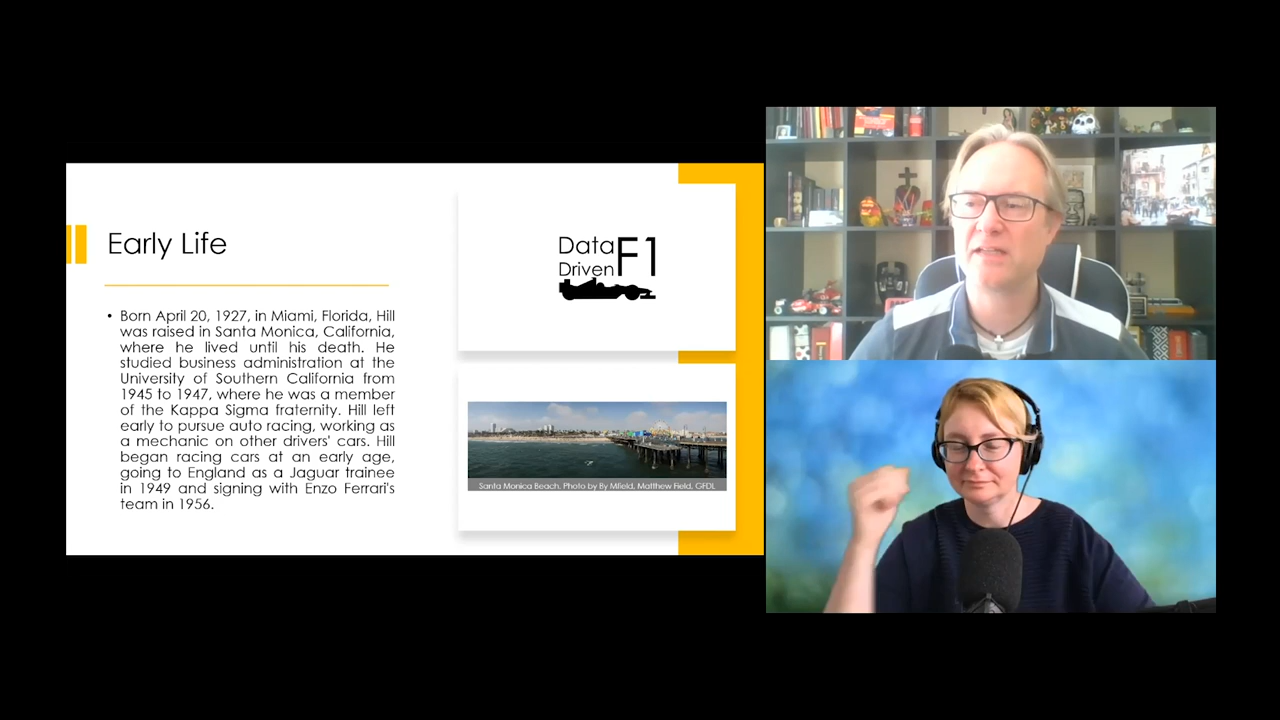 Early Life
• Born April 20, 1927, in Miami, Florida, Hill
was raised in Santa Monica, California,
where he lived until his death. He
studied business administration at the
University of Southern California from
1945 to 1947, where he was a member
of the Kappa Sigma fraternity. Hill left
early to pursue auto racing, working as
a mechanic on other drivers' cars. Hill
began racing cars at an early age,
going to England as a Jaguar trainee
in 1949 and signing with Enzo Ferrari's
team in 1956.
Data
Driven
F1
Santa Monica Beach. Photo by By Mfield, Matthew Field, GFDL